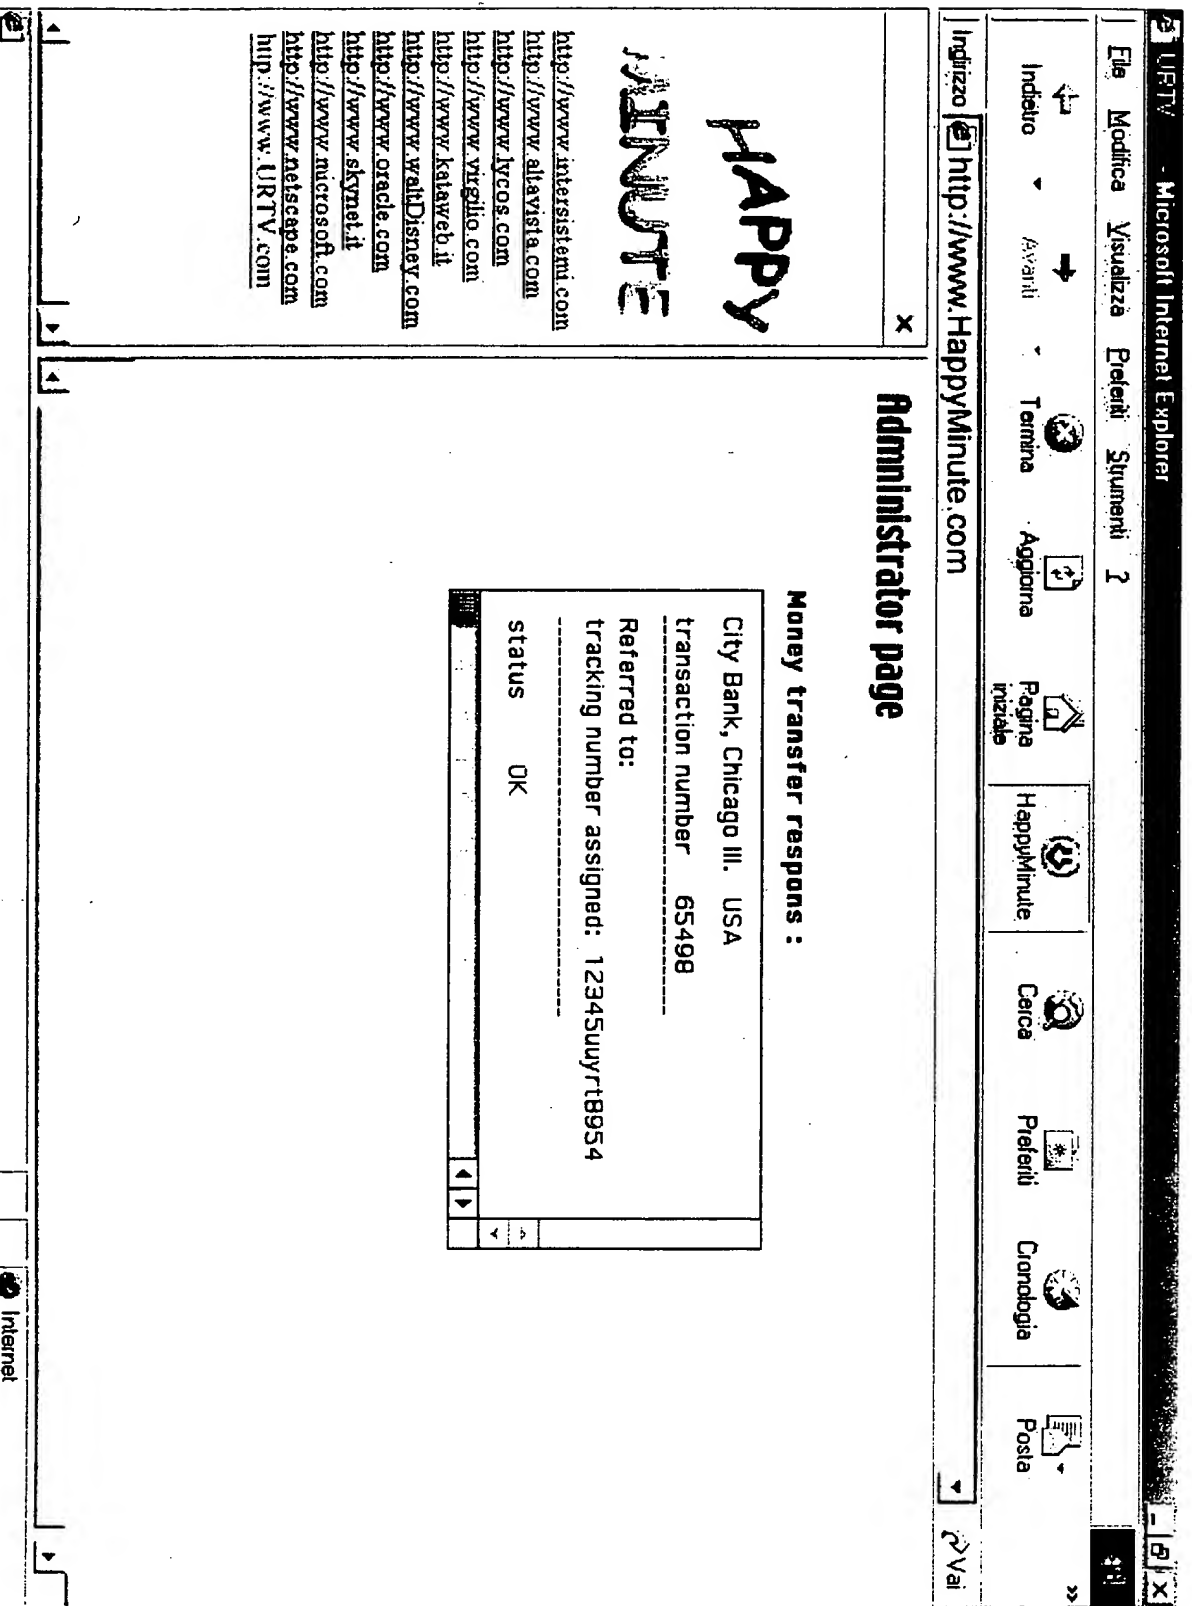 URTV - Microsoft Internet Explorer
File Modifica Visualizza Preferiti Strumenti ?
Indietro Avanti Termina Aggiorna Pagina iniziale HappyMinute Cerca Preferiti Cronologia Posta »
Indirizzo http://www.HappyMinute.com Vai
HAPPY
MINUTE
http://www.intersistemi.com
http://www.altavista.com
http://www.lycos.com
http://www.virgilio.com
http://www.kataweb.it
http://www.waltDisney.com
http://www.oracle.com
http://www.skynet.it
http://www.microsoft.com
http://www.netscape.com
http://www.URTV.com
Admninistrator page
Money transfer respons :
City Bank, Chicago Ill. USA
transaction number 65498
Referred to:
tracking number assigned: 12345uuyrt8954
status OK
Internet